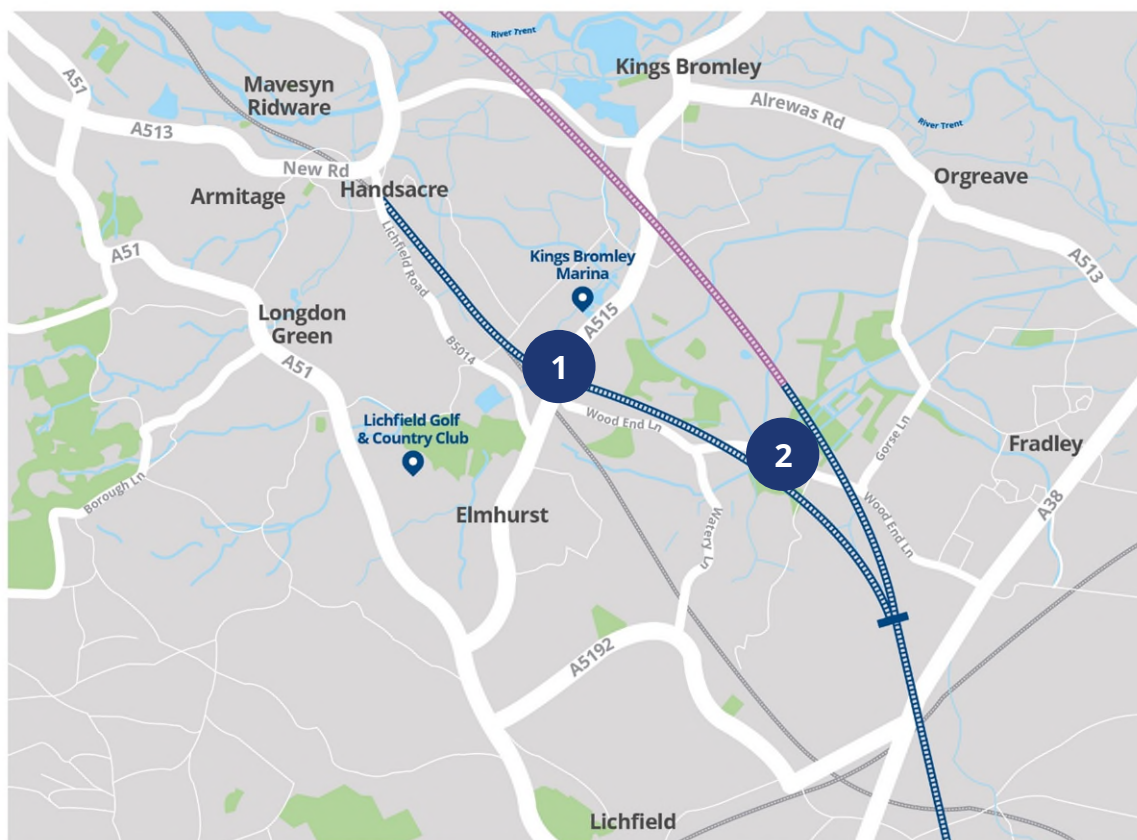 River Trent
Kings Bromley
A51
Mavesyn
Ridware
Alrewas Rd
A513
River Trent
New Rd
Handsacre
Armitage
Orgreave
Lichfield Road
A51
Kings Bromley
Marina
A513
Longdon
Green
A515
B5014
A51
1
Lichfield Golf
& Country Club
Wood End Ln
2
Gorse Ln
Fradley
Borough Ln
Elmhurst
Watery Ln
Wood End Ln
A38
A5192
Lichfield